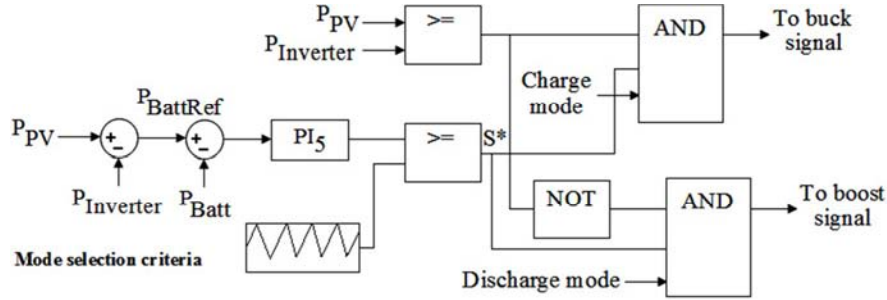 P_PV
P_Inverter
>=
AND
To buck
signal
Charge
mode
P_PV
+
-
P_BattRef
+
-
PI_5
>=
S*
P_Inverter
P_Batt
NOT
AND
To boost
signal
Mode selection criteria
Discharge mode